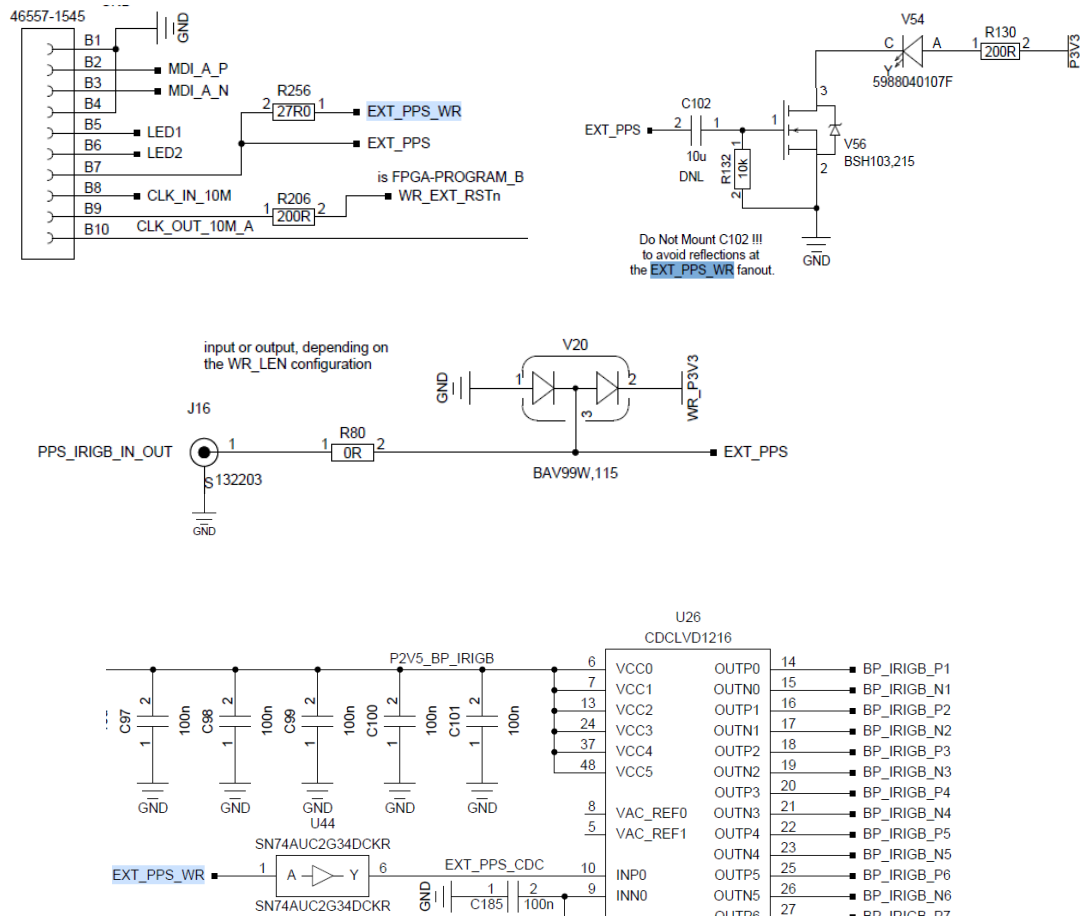 46557-1545
GND
B1
B2
MDI_A_P
B3
MDI_A_N
B4
B5
LED1
B6
LED2
B7
B8
CLK_IN_10M
B9
B10
CLK_OUT_10M_A
R256
2 27R0 1
EXT_PPS_WR
EXT_PPS
is FPGA-PROGRAM_B
R206
1 200R 2
WR_EXT_RSTn
V54
C A
Y
5988040107F
R130
1 200R 2
P3V3
C102
EXT_PPS
2 1
10u
DNL
1
R132
10k
2
1
3
2
V56
BSH103,215
GND
Do Not Mount C102 !!!
to avoid reflections at
the EXT_PPS_WR fanout.
input or output, depending on
the WR_LEN configuration
J16
PPS_IRIGB_IN_OUT
1
S 132203
GND
R80
1 0R 2
V20
GND
1 2
3
WR_P3V3
BAV99W,115
EXT_PPS
P2V5_BP_IRIGB
C97
2
1
100n
GND
C98
2
1
100n
GND
C99
2
1
100n
GND
C100
2
1
100n
GND
C101
2
1
100n
GND
U44
SN74AUC2G34DCKR
EXT_PPS_WR
1 A Y 6
SN74AUC2G34DCKR
EXT_PPS_CDC
GND
1 2
C185 100n
U26
CDCLVD1216
6 VCC0 OUTP0 14 BP_IRIGB_P1
7 VCC1 OUTN0 15 BP_IRIGB_N1
13 VCC2 OUTP1 16 BP_IRIGB_P2
24 VCC3 OUTN1 17 BP_IRIGB_N2
37 VCC4 OUTP2 18 BP_IRIGB_P3
48 VCC5 OUTN2 19 BP_IRIGB_N3
OUTP3 20 BP_IRIGB_P4
8 VAC_REF0 OUTN3 21 BP_IRIGB_N4
5 VAC_REF1 OUTP4 22 BP_IRIGB_P5
OUTN4 23 BP_IRIGB_N5
10 INP0 OUTP5 25 BP_IRIGB_P6
9 INN0 OUTN5 26 BP_IRIGB_N6
OUTP6 27 BP_IRIGB_P7